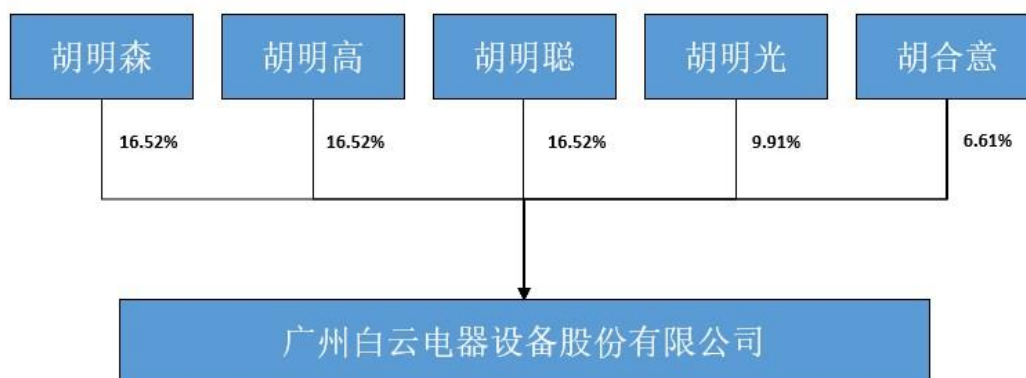 胡明森
胡明高
胡明聪
胡明光
胡合意
16.52%
16.52%
16.52%
9.91%
6.61%
广州白云电器设备股份有限公司